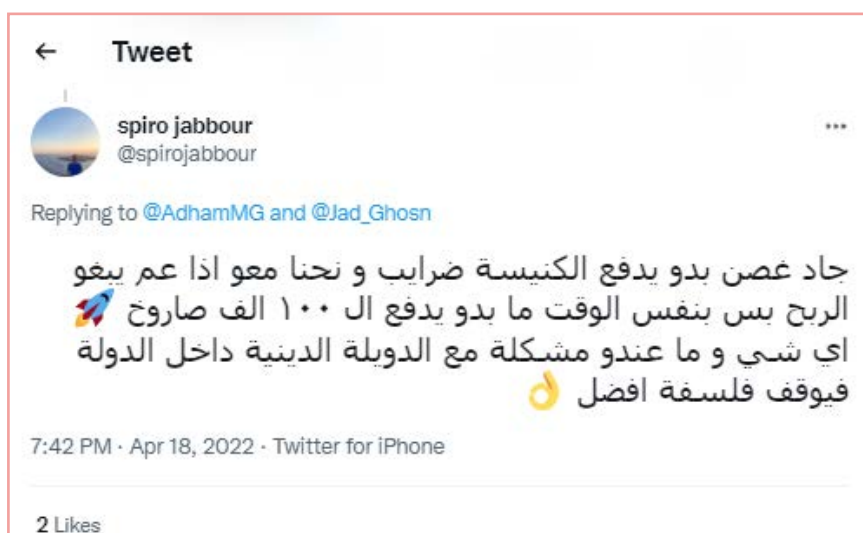 ← Tweet
spiro jabbour
...
@spirojabbour
Replying to @AdhamMG and @Jad_Ghosn
جاد غصن بدو يدفع الكنيسة ضرايب و نحنا معو اذا عم يبغو
الربح بس بنفس الوقت ما بدو يدفع ال ١٠٠ الف صاروخ 🚀
اي شي و ما عندو مشكلة مع الدويلة الدينية داخل الدولة
فيوقف فلسفة افضل 👌
7:42 PM · Apr 18, 2022 · Twitter for iPhone
2 Likes